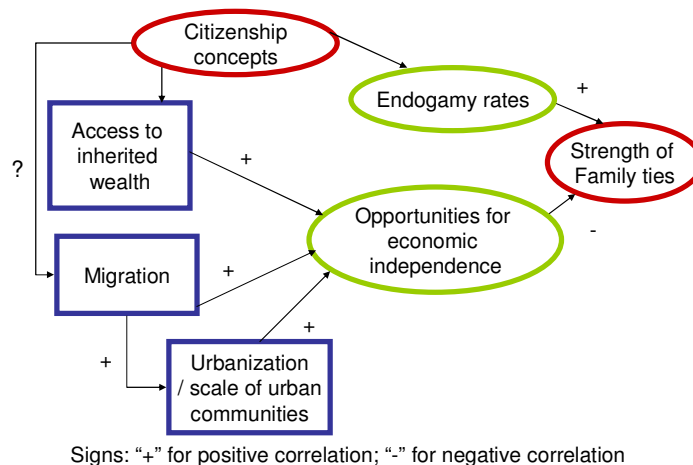 Citizenship
concepts
Endogamy rates
+
Access to
inherited
wealth
+
?
Strength of
Family ties
Opportunities for
economic
independence
-
Migration
+
+
+
Urbanization
/ scale of urban
communities
Signs: “+” for positive correlation; “-” for negative correlation